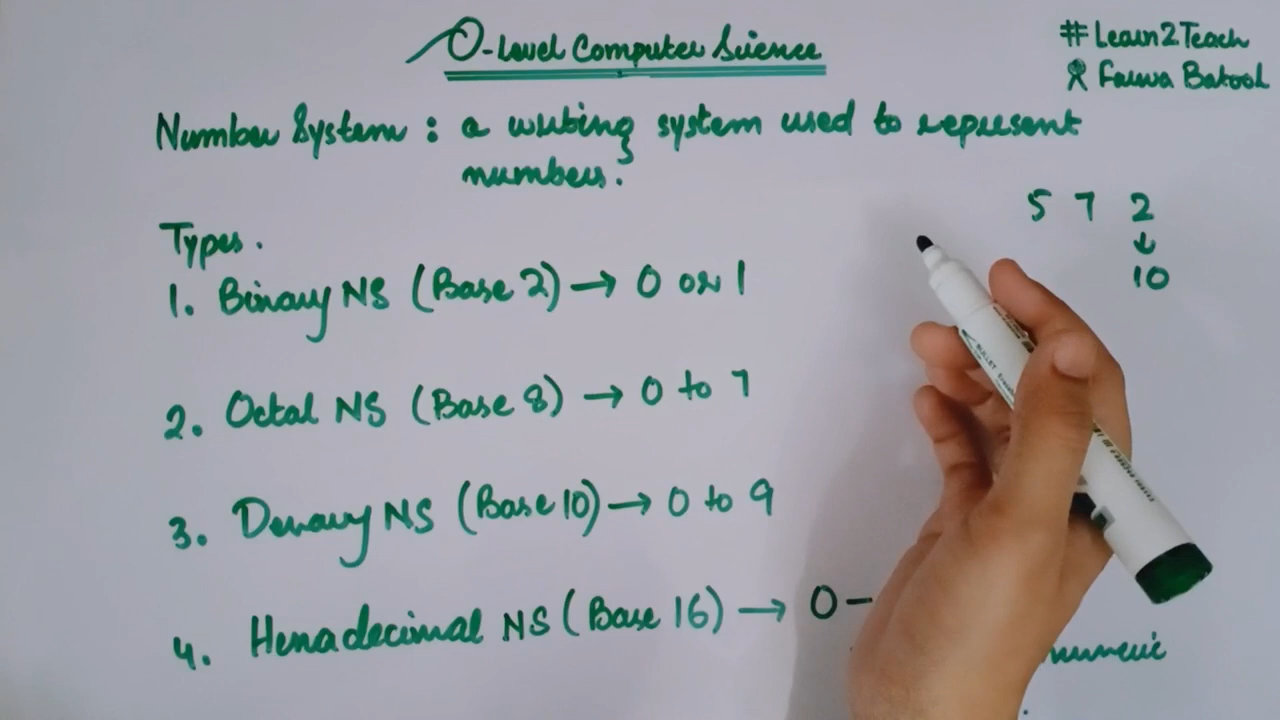 O-Level Computer Science
#Learn2Teach
Farwa Batool
Number System : a writing system used to represent
numbers.
5 7 2
↓
10
Types.
1. Binary NS (Base 2) → 0 or 1
2. Octal NS (Base 8) → 0 to 7
3. Denary NS (Base 10) → 0 to 9
4. Hexadecimal NS (Base 16) → 0 –
numeric